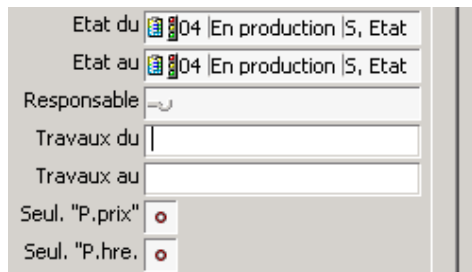 Etat du 04 |En production |S, Etat
Etat au 04 |En production |S, Etat
Responsable
Travaux du
Travaux au
Seul. "P.prix"
Seul. "P.hre.